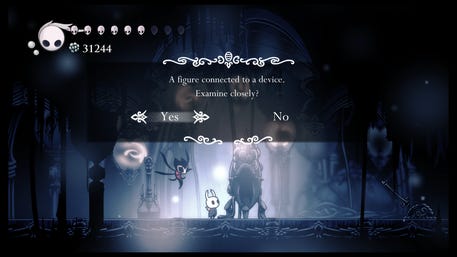 31244
A figure connected to a device.
Examine closely?
Yes
No